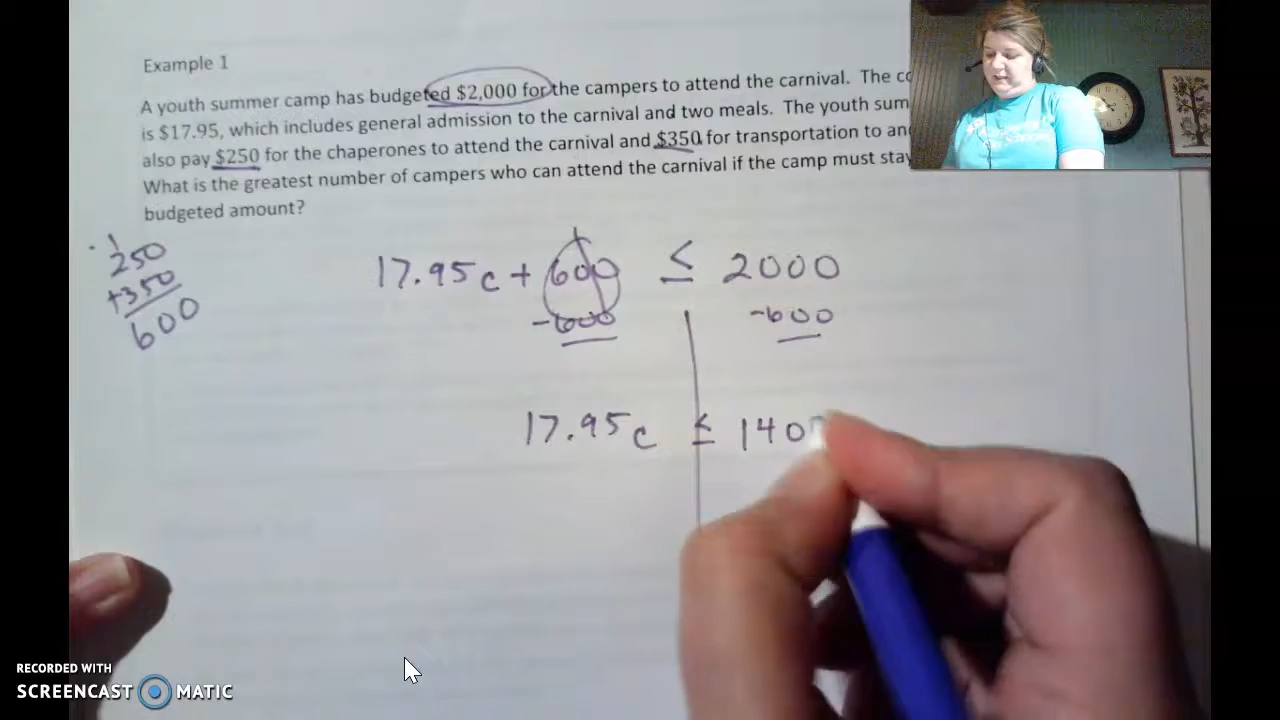 Example 1
A youth summer camp has budgeted $2,000 for the campers to attend the carnival. The
is $17.95, which includes general admission to the carnival and two meals. The youth
also pay $250 for the chaperones to attend the carnival and $350 for transportation to
What is the greatest number of campers who can attend the carnival if the camp must stay
budgeted amount?
1
250
+350
600
17.95c + 600 ≤ 2000
-600 -600
17.95c ≤ 140
RECORDED WITH
SCREENCAST MATIC